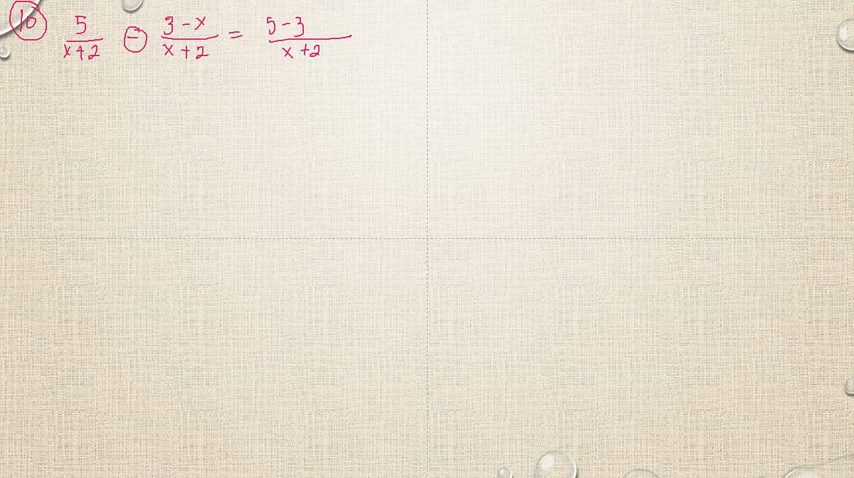 10 5/(x+2) - (3-x)/(x+2) = (5-3)/(x+2)